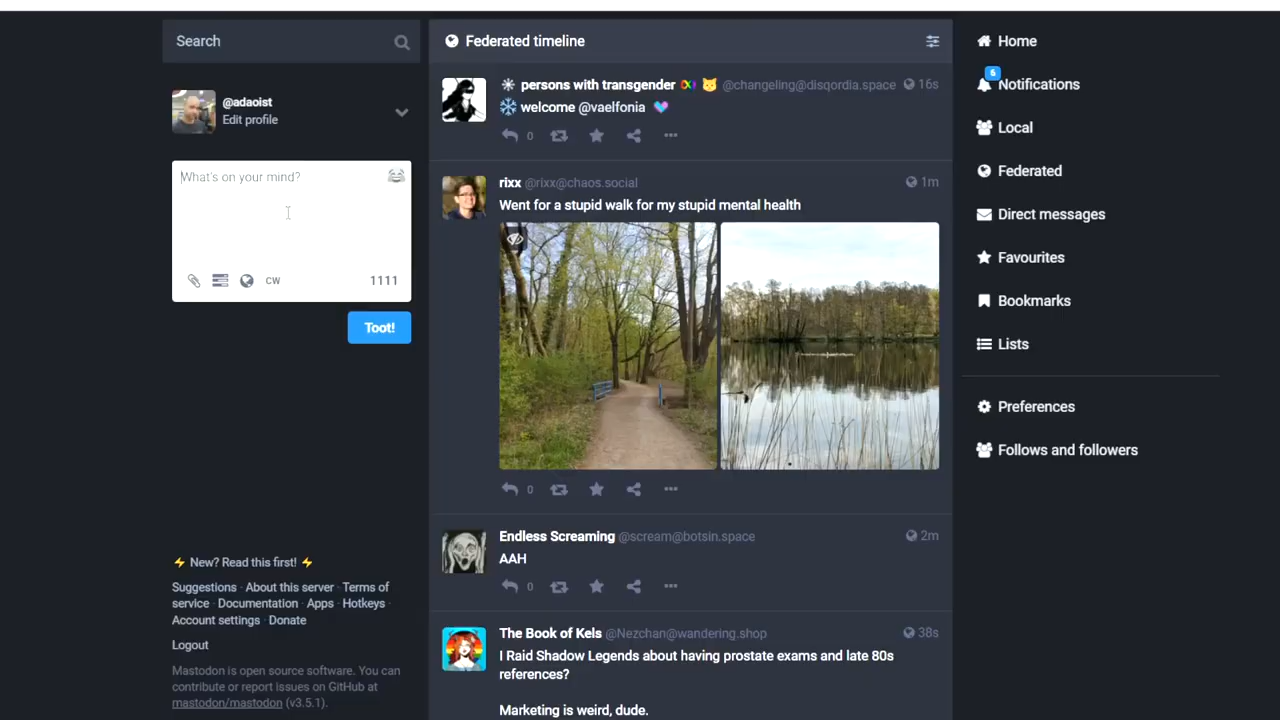 Search
@adaoist
Edit profile
What's on your mind?
CW
1111
Toot!
⚡ New? Read this first! ⚡
Suggestions · About this server · Terms of
service · Documentation · Apps · Hotkeys ·
Account settings · Donate
Logout
Mastodon is open source software. You can
contribute or report issues on GitHub at
mastodon/mastodon (v3.5.1).
Federated timeline
persons with transgender @changeling@disqordia.space 16s
❄️ welcome @vaelfonia
0
rixx @rixx@chaos.social 1m
Went for a stupid walk for my stupid mental health
0
Endless Screaming @scream@botsin.space 2m
AAH
0
The Book of Kels @Nezchan@wandering.shop 38s
I Raid Shadow Legends about having prostate exams and late 80s
references?
Marketing is weird, dude.
Home
6
Notifications
Local
Federated
Direct messages
Favourites
Bookmarks
Lists
Preferences
Follows and followers